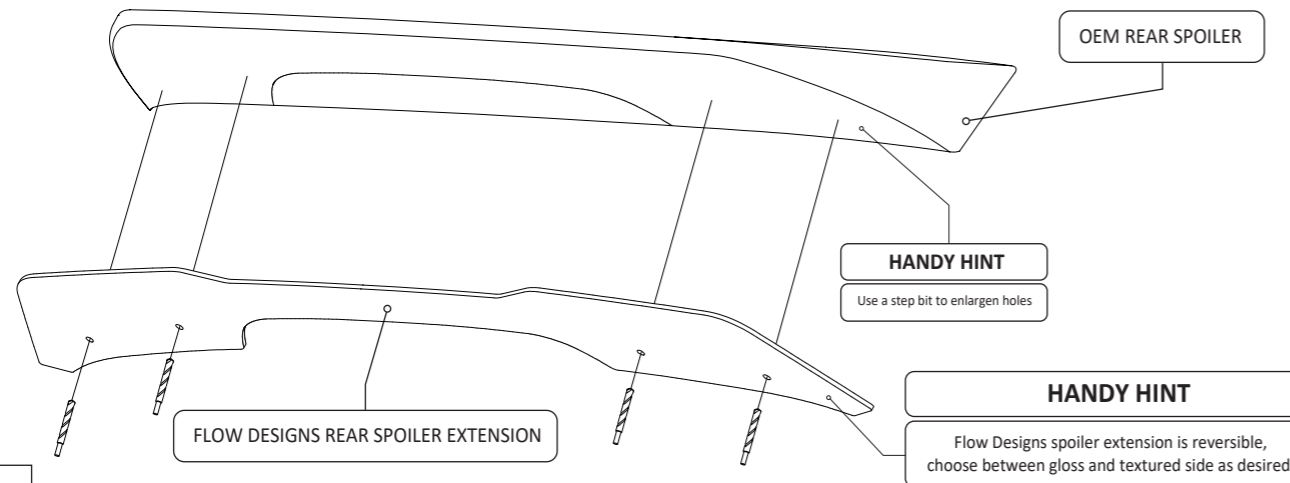 OEM REAR SPOILER
HANDY HINT
Use a step bit to enlargen holes
FLOW DESIGNS REAR SPOILER EXTENSION
HANDY HINT
Flow Designs spoiler extension is reversible,
choose between gloss and textured side as desired